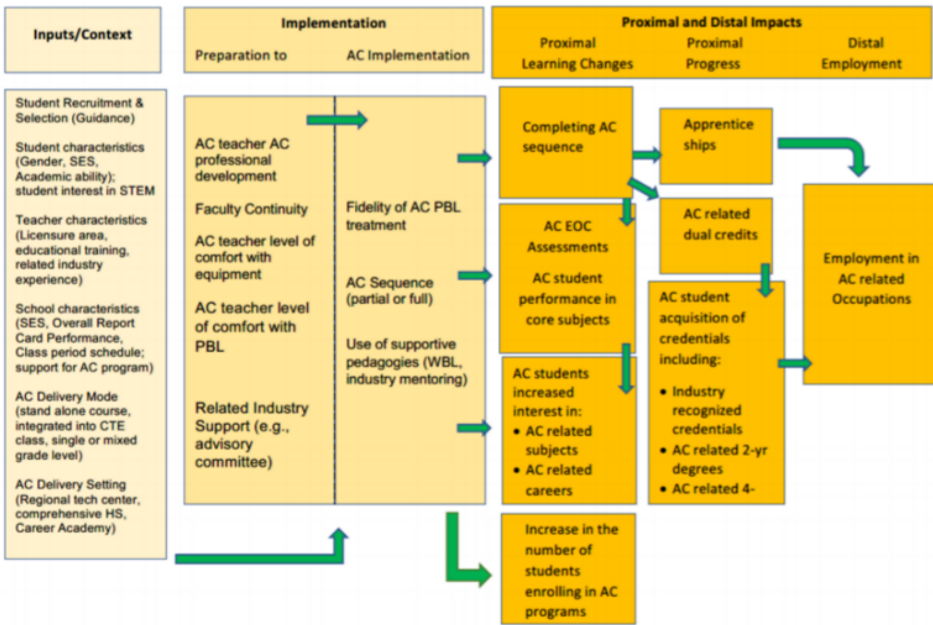 Inputs/Context
Implementation
Preparation to
AC Implementation
Proximal and Distal Impacts
Proximal
Learning Changes
Proximal
Progress
Distal
Employment
Student Recruitment &
Selection (Guidance)
Student characteristics
(Gender, SES,
Academic ability);
student interest in STEM
Teacher characteristics
(Licensure area,
educational training,
related industry
experience)
School characteristics
(SES, Overall Report
Card Performance,
Class period schedule;
support for AC program)
AC Delivery Mode
(stand alone course,
integrated into CTE
class, single or mixed
grade level)
AC Delivery Setting
(Regional tech center,
comprehensive HS,
Career Academy)
AC teacher AC
professional
development
Faculty Continuity
AC teacher level of
comfort with
equipment
AC teacher level
of comfort with
PBL
Related Industry
Support (e.g.,
advisory
committee)
Fidelity of AC PBL
treatment
AC Sequence
(partial or full)
Use of supportive
pedagogies (WBL,
industry mentoring)
Completing AC
sequence
AC EOC
Assessments
AC student
performance in
core subjects
AC students
increased
interest in:
• AC related
subjects
• AC related
careers
Increase in the
number of
students
enrolling in AC
programs
Apprentice
ships
AC related
dual credits
AC student
acquisition of
credentials
including:
• Industry
recognized
credentials
• AC related 2-yr
degrees
• AC related 4-
Employment in
AC related
Occupations